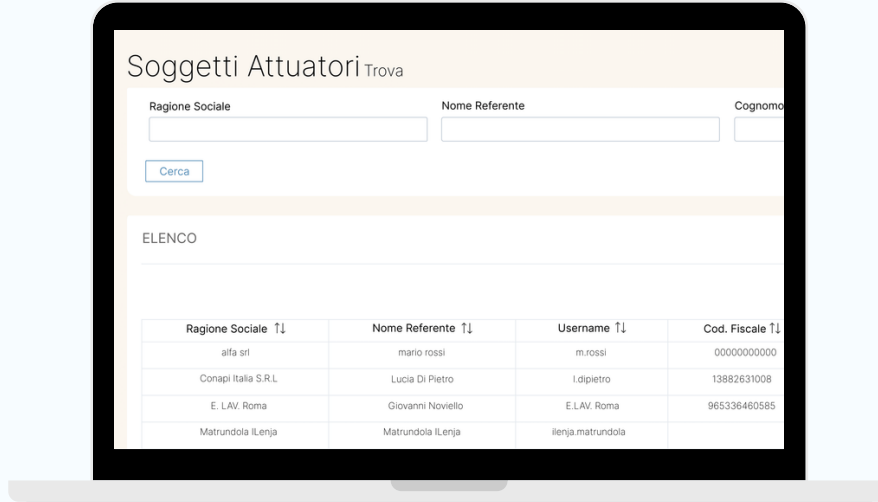 Soggetti Attuatori Trova
Ragione Sociale Nome Referente Cognomo
Cerca
ELENCO
Ragione Sociale Nome Referente Username Cod. Fiscale
alfa srl mario rossi m.rossi 00000000000
Conapi Italia S.R.L Lucia Di Pietro l.dipietro 13882631008
E. LAV. Roma Giovanni Noviello E.LAV. Roma 965336460585
Matrundola ILenja Matrundola ILenja ilenja.matrundola